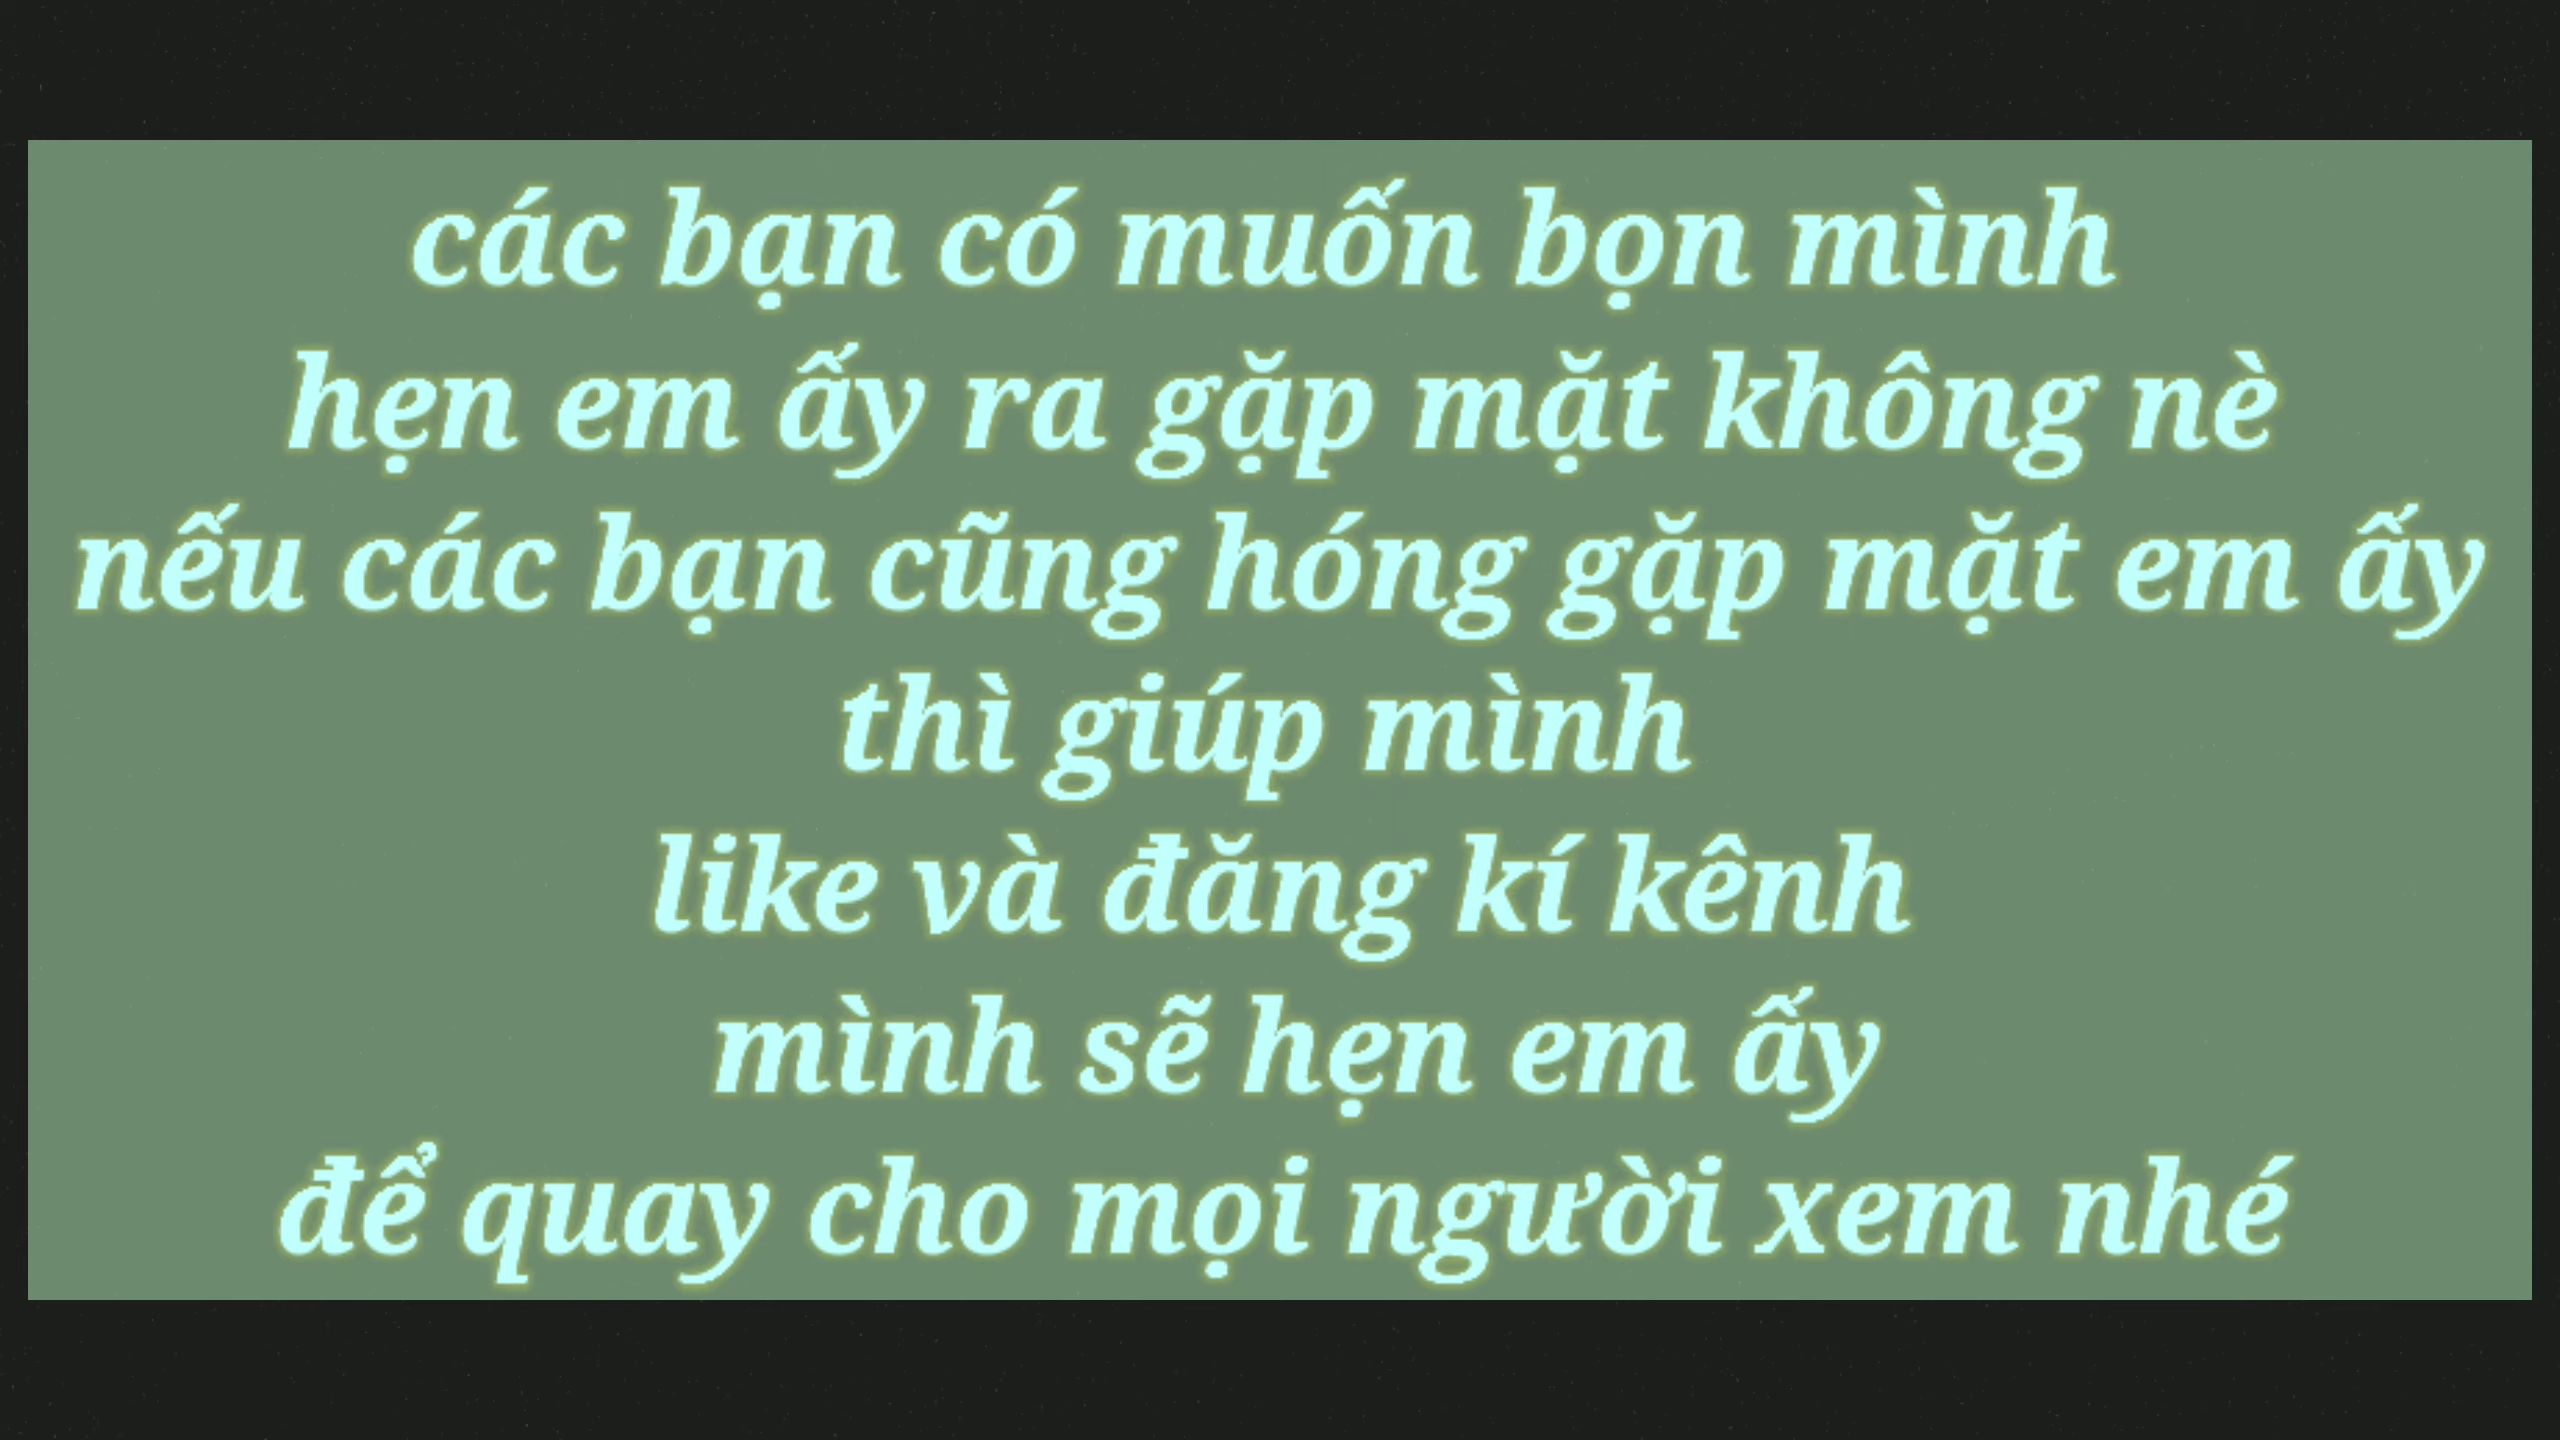 các bạn có muốn bọn mình
hẹn em ấy ra gặp mặt không nè
nếu các bạn cũng hóng gặp mặt em ấy
thì giúp mình
like và đăng kí kênh
mình sẽ hẹn em ấy
để quay cho mọi người xem nhé